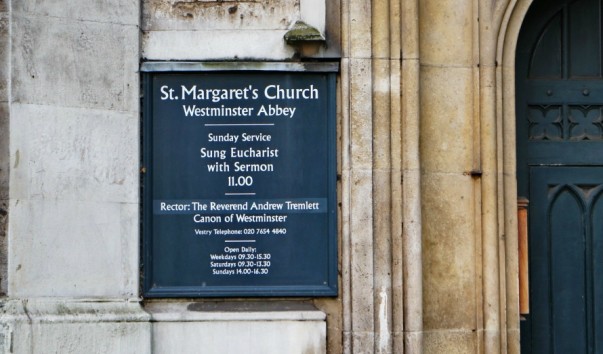 St. Margaret's Church
Westminster Abbey
Sunday Service
Sung Eucharist
with Sermon
11.00
Rector: The Reverend Andrew Tremlett
Canon of Westminster
Vestry Telephone: 020 7654 4840
Open Daily:
Weekdays 09.30-15.30
Saturdays 09.30-13.30
Sundays 14.00-16.30